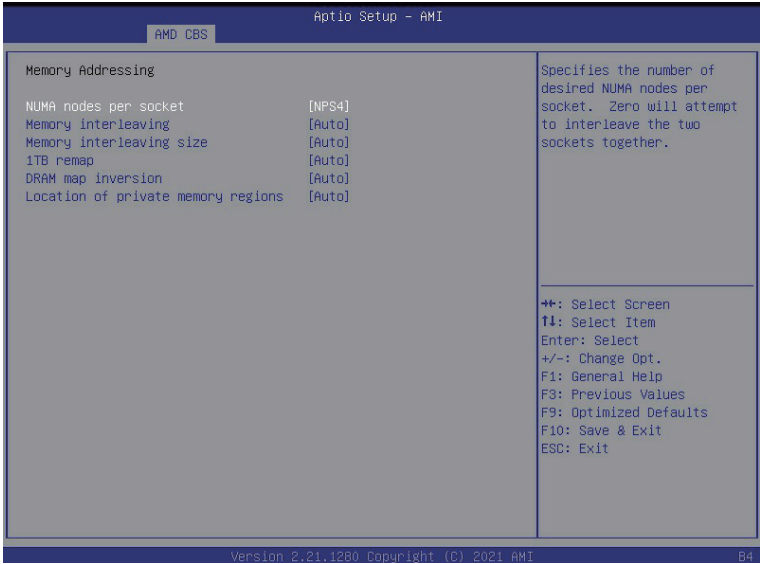 Aptio Setup – AMI
AMD CBS
Memory Addressing
NUMA nodes per socket [NPS4]
Memory interleaving [Auto]
Memory interleaving size [Auto]
1TB remap [Auto]
DRAM map inversion [Auto]
Location of private memory regions [Auto]
Specifies the number of
desired NUMA nodes per
socket. Zero will attempt
to interleave the two
sockets together.
→←: Select Screen
↑↓: Select Item
Enter: Select
+/-: Change Opt.
F1: General Help
F3: Previous Values
F9: Optimized Defaults
F10: Save & Exit
ESC: Exit
Version 2.21.1280 Copyright (C) 2021 AMI
B4